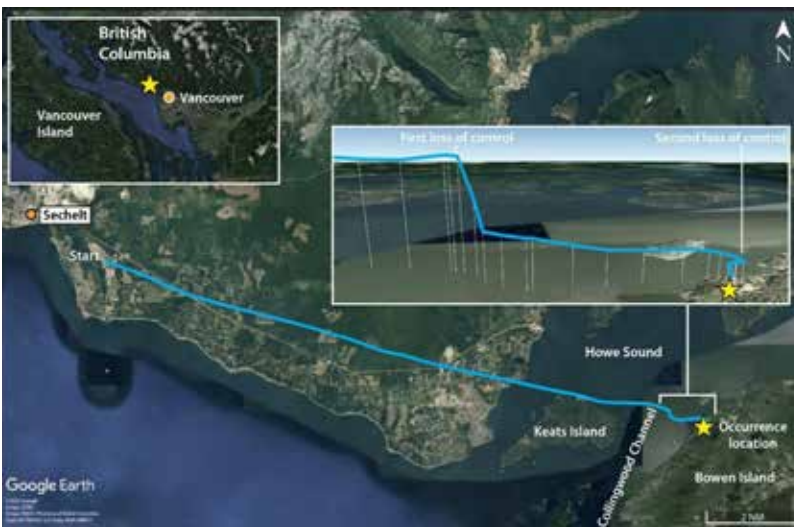 British
Columbia
Vancouver
Vancouver
Island
N
First loss of control
Second loss of control
Sechelt
Start
Howe Sound
Keats Island
Collingwood Channel
Occurrence
location
Bowen Island
Google Earth
2 NM